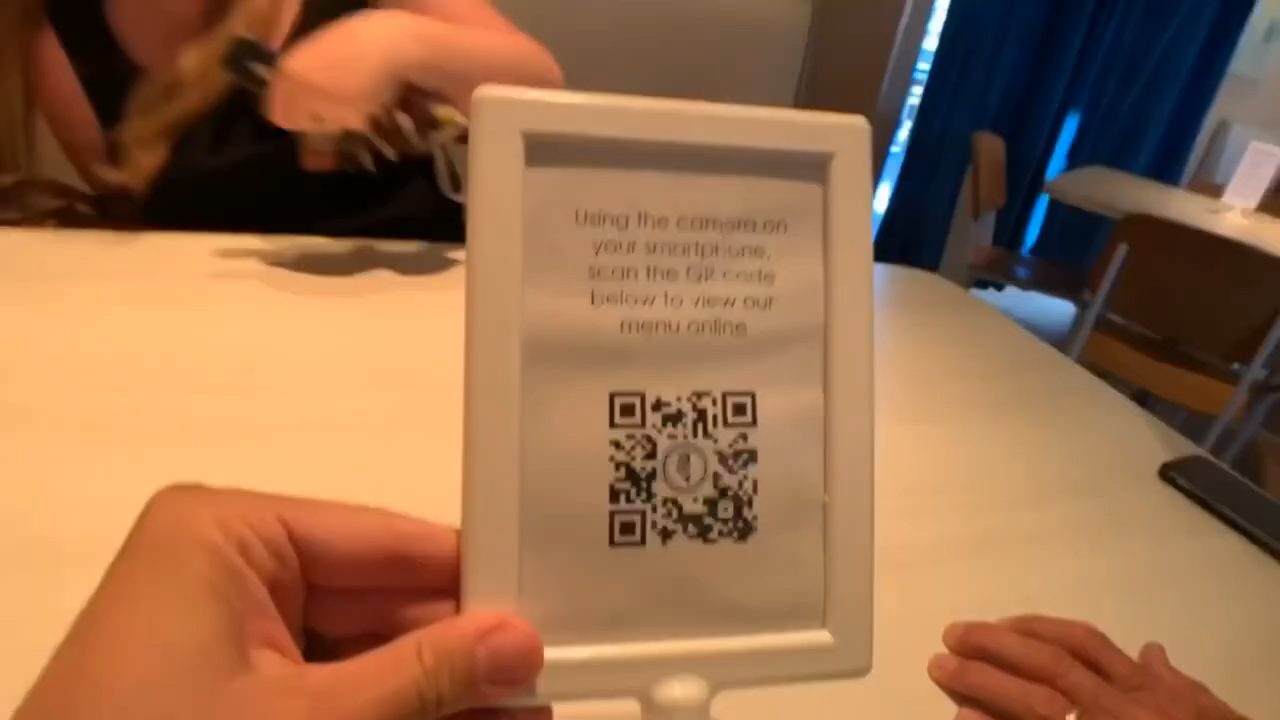 Using the camera on
your smartphone,
scan the QR code
below to view our
menu online